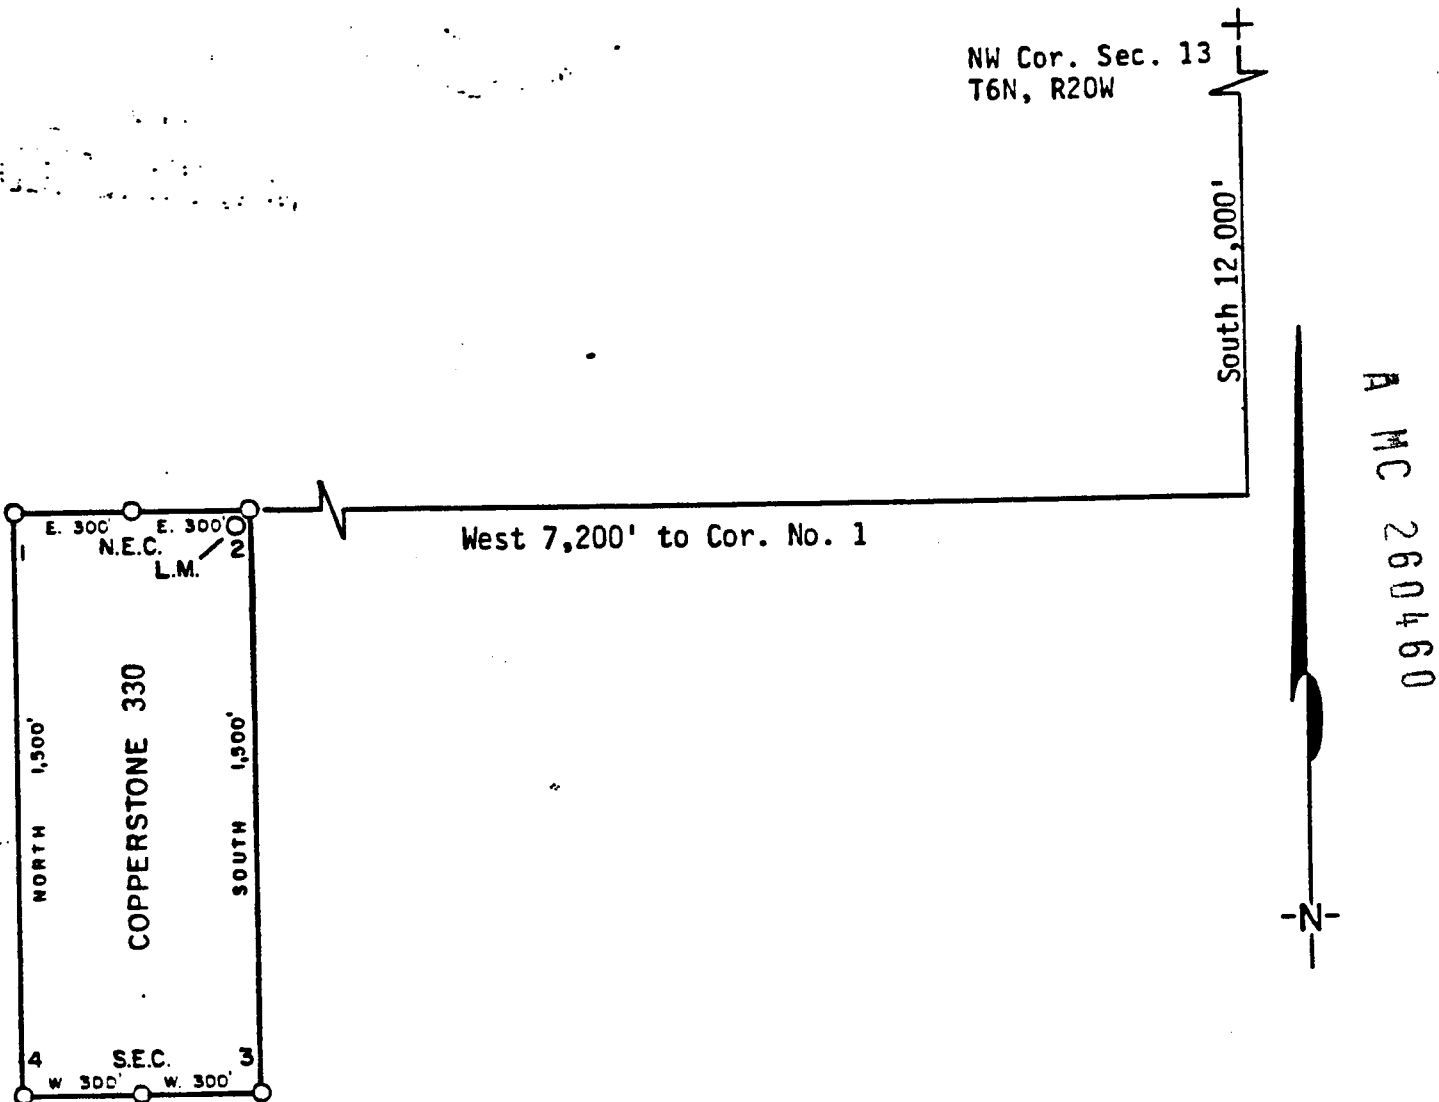 NW Cor. Sec. 13
T6N, R20W
South 12,000'
A MC 260460
E. 300' E. 300'
N.E.C.
1
2
L.M.
West 7,200' to Cor. No. 1
NORTH 1,500'
COPPERSTONE 330
SOUTH 1,500'
-N-
4 S.E.C. 3
W 300' W. 300'